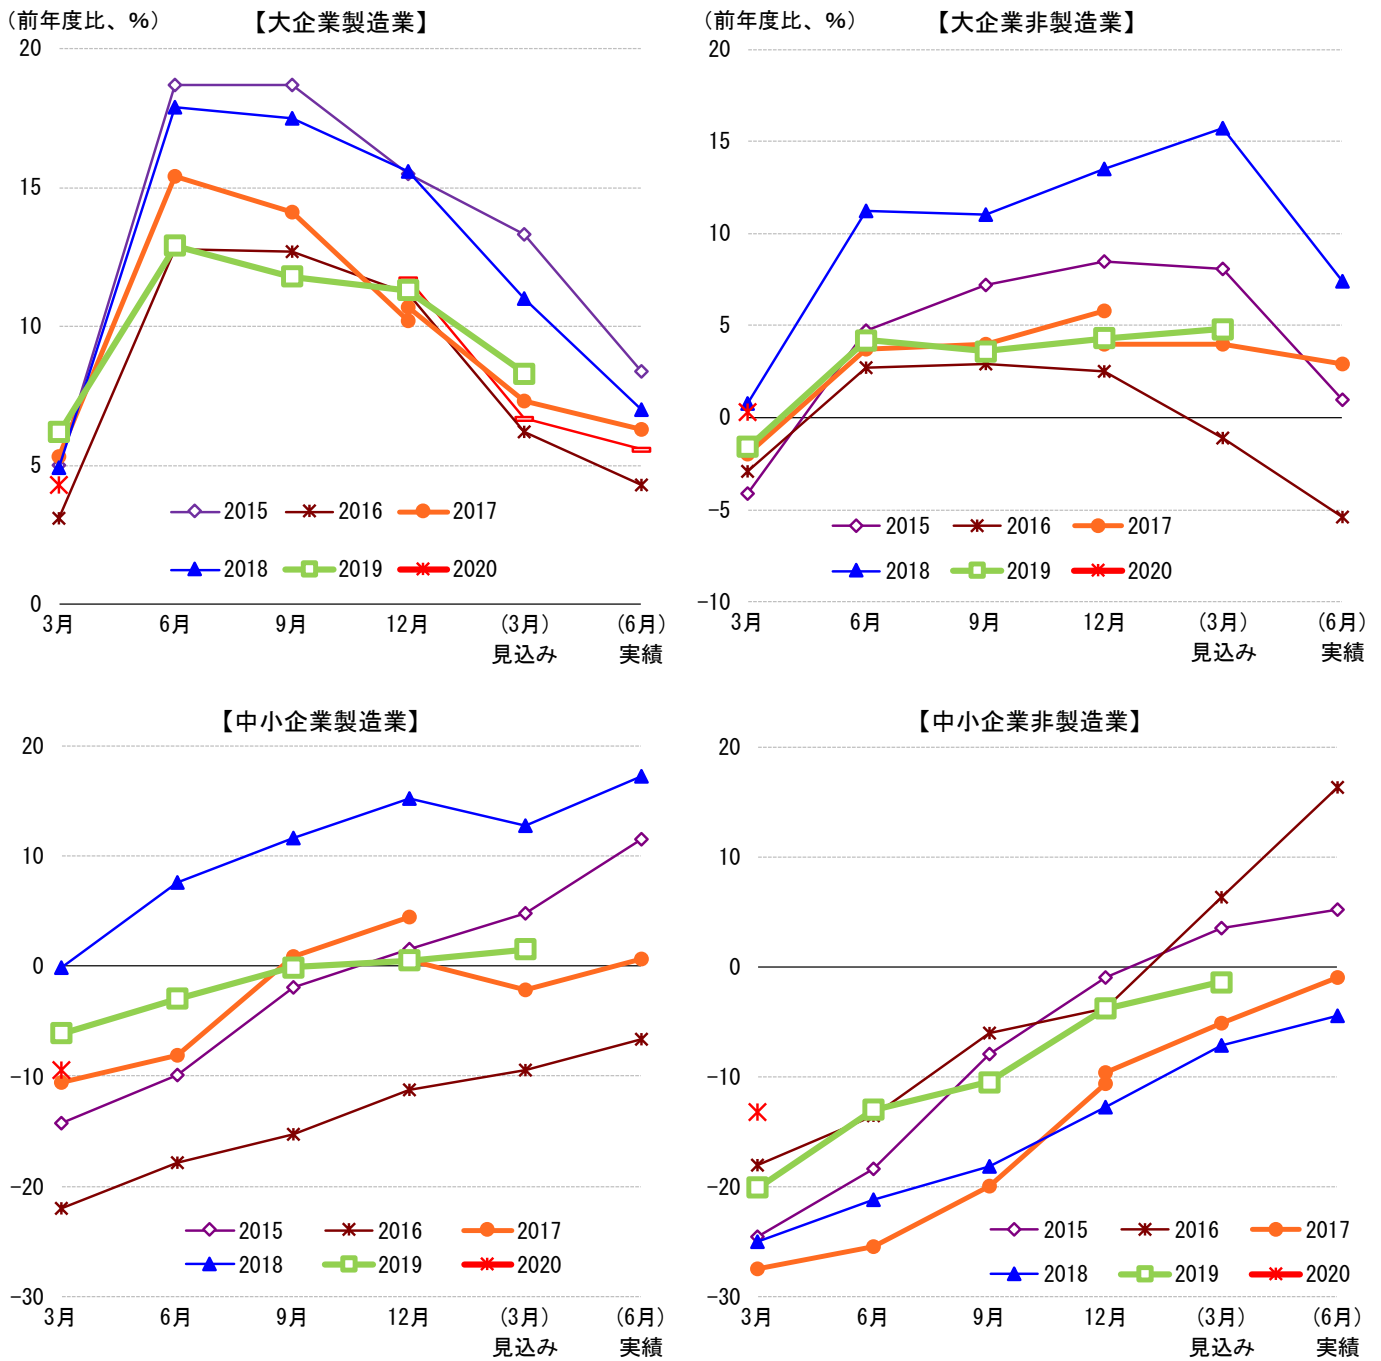 （前年度比、%）
【大企業製造業】
20
15
10
5
0
2015 2016 2017
2018 2019 2020
3月 6月 9月 12月 （3月） （6月）
見込み 実績
（前年度比、%）
【大企業非製造業】
20
15
10
5
0
−5
−10
2015 2016 2017
2018 2019 2020
3月 6月 9月 12月 （3月） （6月）
見込み 実績
【中小企業製造業】
20
10
0
−10
−20
−30
2015 2016 2017
2018 2019 2020
3月 6月 9月 12月 （3月） （6月）
見込み 実績
【中小企業非製造業】
20
10
0
−10
−20
−30
2015 2016 2017
2018 2019 2020
3月 6月 9月 12月 （3月） （6月）
見込み 実績